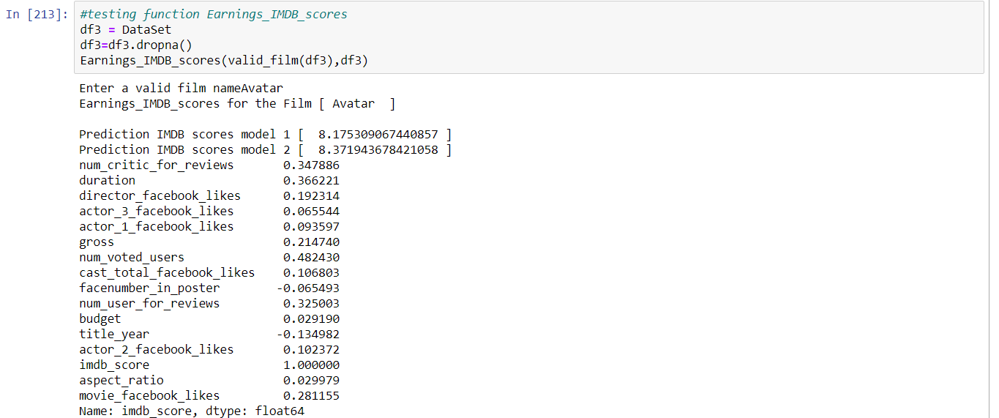 In [213]: #testing function Earnings_IMDB_scores
df3 = DataSet
df3=df3.dropna()
Earnings_IMDB_scores(valid_film(df3),df3)
Enter a valid film nameAvatar
Earnings_IMDB_scores for the Film [ Avatar  ]
Prediction IMDB scores model 1 [  8.175309067440857 ]
Prediction IMDB scores model 2 [  8.371943678421058 ]
num_critic_for_reviews       0.347886
duration                     0.366221
director_facebook_likes      0.192314
actor_3_facebook_likes       0.065544
actor_1_facebook_likes       0.093597
gross                        0.214740
num_voted_users              0.482430
cast_total_facebook_likes    0.106803
facenumber_in_poster        -0.065493
num_user_for_reviews         0.325003
budget                       0.029190
title_year                  -0.134982
actor_2_facebook_likes       0.102372
imdb_score                   1.000000
aspect_ratio                 0.029979
movie_facebook_likes         0.281155
Name: imdb_score, dtype: float64